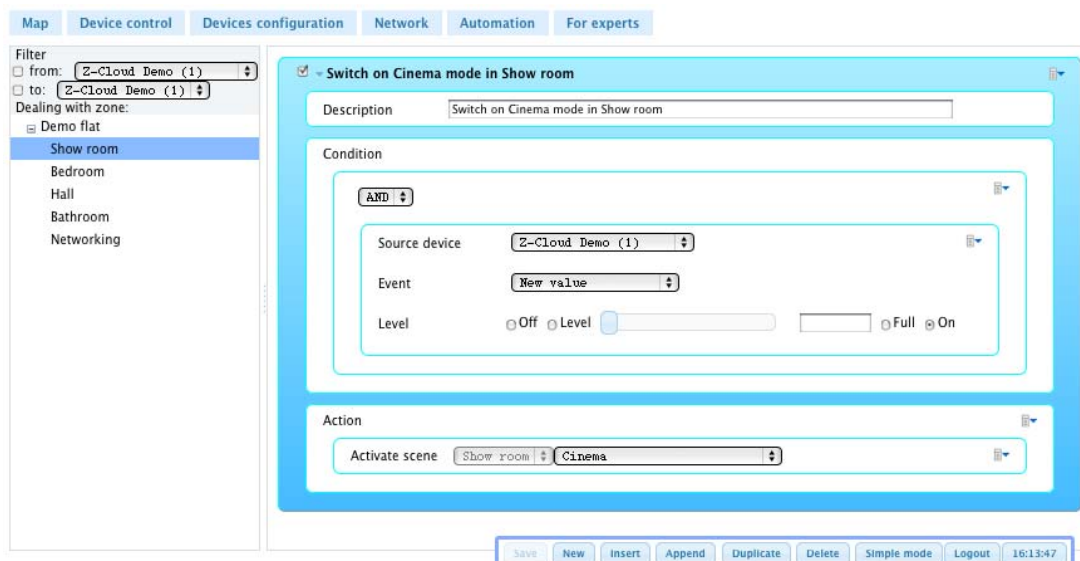 Map Device control Devices configuration Network Automation For experts
Filter
from: Z-Cloud Demo (1)
to: Z-Cloud Demo (1)
Dealing with zone:
Demo flat
Show room
Bedroom
Hall
Bathroom
Networking
Switch on Cinema mode in Show room
Description Switch on Cinema mode in Show room
Condition
AND
Source device Z-Cloud Demo (1)
Event New value
Level Off Level Full On
Action
Activate scene Show room Cinema
Save New Insert Append Duplicate Delete Simple mode Logout 16:13:47